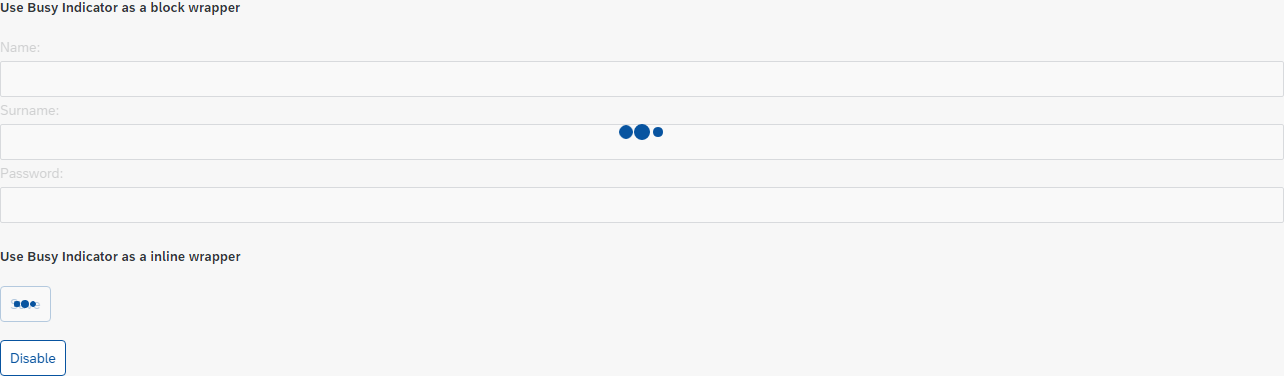 Use Busy Indicator as a block wrapper
Name:
Surname:
Password:
Use Busy Indicator as a inline wrapper
Disable